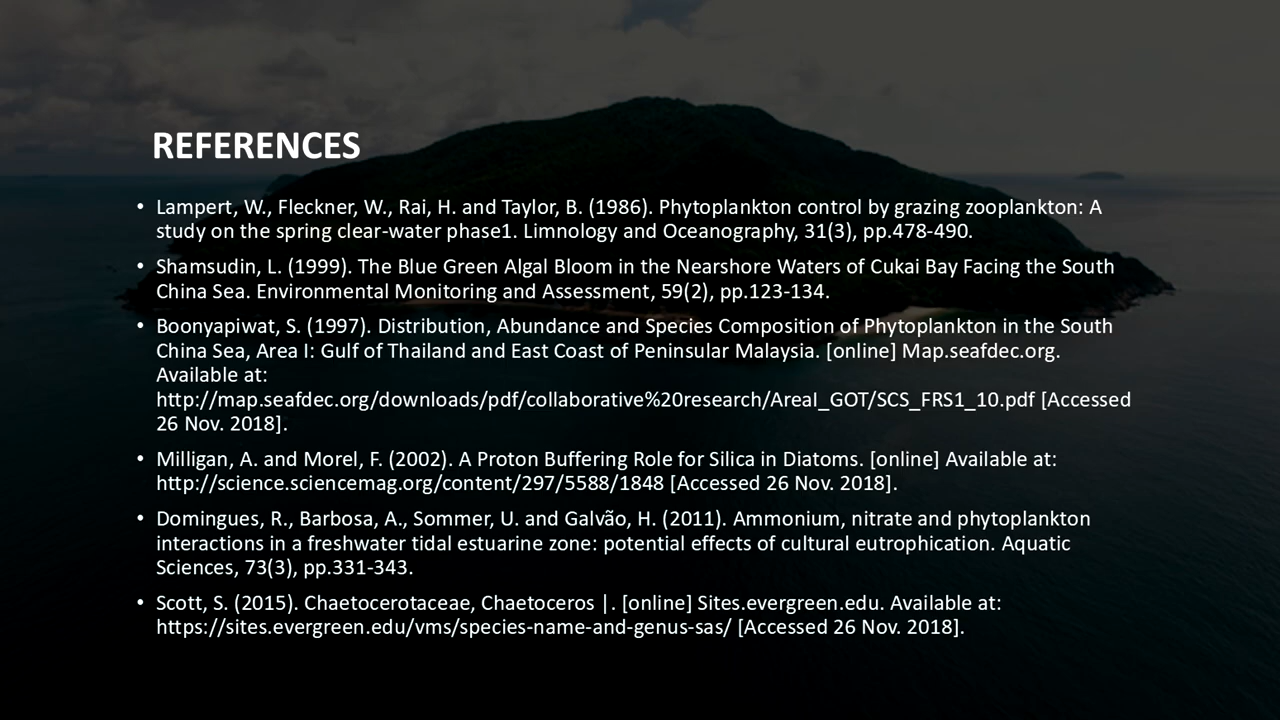 REFERENCES
• Lampert, W., Fleckner, W., Rai, H. and Taylor, B. (1986). Phytoplankton control by grazing zooplankton: A
study on the spring clear-water phase1. Limnology and Oceanography, 31(3), pp.478-490.
• Shamsudin, L. (1999). The Blue Green Algal Bloom in the Nearshore Waters of Cukai Bay Facing the South
China Sea. Environmental Monitoring and Assessment, 59(2), pp.123-134.
• Boonyapiwat, S. (1997). Distribution, Abundance and Species Composition of Phytoplankton in the South
China Sea, Area I: Gulf of Thailand and East Coast of Peninsular Malaysia. [online] Map.seafdec.org.
Available at:
http://map.seafdec.org/downloads/pdf/collaborative%20research/AreaI_GOT/SCS_FRS1_10.pdf [Accessed
26 Nov. 2018].
• Milligan, A. and Morel, F. (2002). A Proton Buffering Role for Silica in Diatoms. [online] Available at:
http://science.sciencemag.org/content/297/5588/1848 [Accessed 26 Nov. 2018].
• Domingues, R., Barbosa, A., Sommer, U. and Galvão, H. (2011). Ammonium, nitrate and phytoplankton
interactions in a freshwater tidal estuarine zone: potential effects of cultural eutrophication. Aquatic
Sciences, 73(3), pp.331-343.
• Scott, S. (2015). Chaetocerotaceae, Chaetoceros |. [online] Sites.evergreen.edu. Available at:
https://sites.evergreen.edu/vms/species-name-and-genus-sas/ [Accessed 26 Nov. 2018].